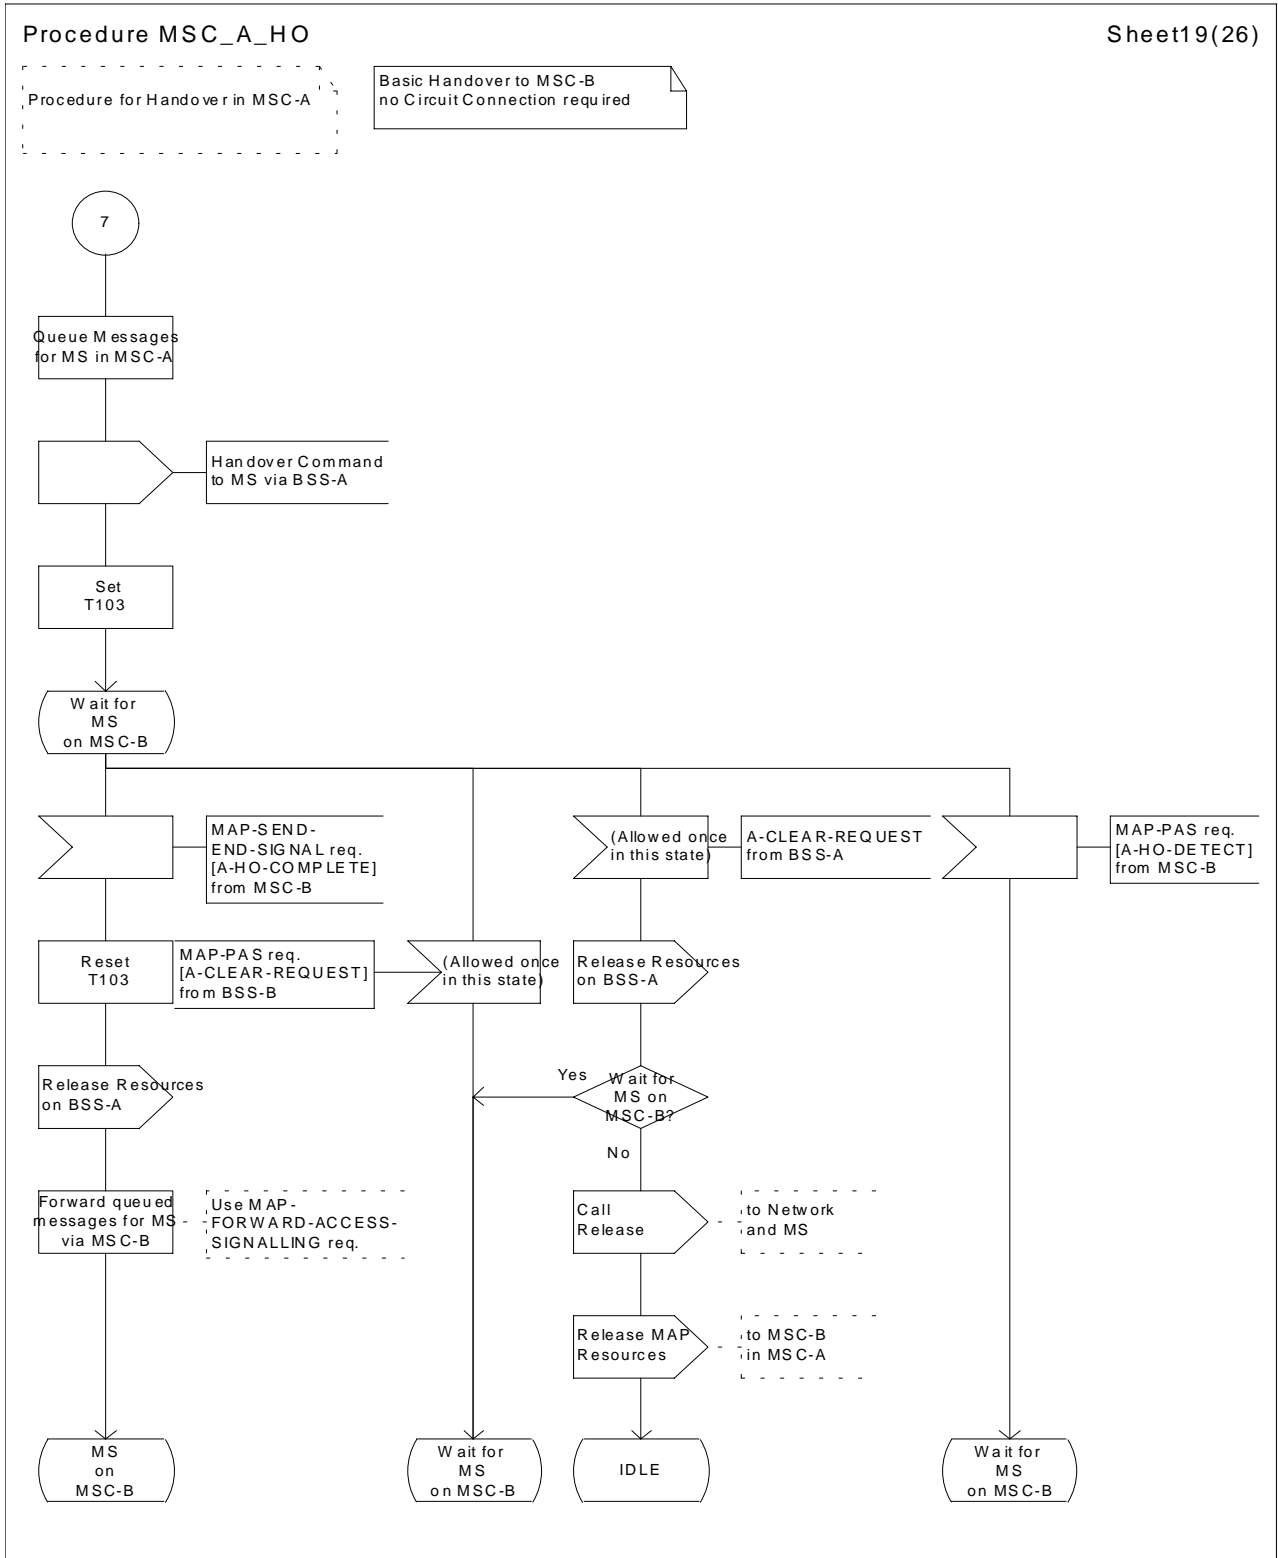 Procedure MSC_A_HO
Sheet19(26)
Procedure for Handover in MSC-A
Basic Handover to MSC-B
no Circuit Connection required
7
Queue Messages
for MS in MSC-A
Handover Command
to MS via BSS-A
Set
T103
Wait for
MS
on MSC-B
MAP-SEND-
END-SIGNAL req.
[A-HO-COMPLETE]
from MSC-B
(Allowed once
in this state)
A-CLEAR-REQUEST
from BSS-A
MAP-PAS req.
[A-HO-DETECT]
from MSC-B
Reset
T103
MAP-PAS req.
[A-CLEAR-REQUEST]
from BSS-B
(Allowed once
in this state)
Release Resources
on BSS-A
Release Resources
on BSS-A
Yes
Wait for
MS on
MSC-B?
No
Forward queued
messages for MS
via MSC-B
Use MAP-
FORWARD-ACCESS-
SIGNALLING req.
Call
Release
to Network
and MS
Release MAP
Resources
to MSC-B
in MSC-A
MS
on
MSC-B
Wait for
MS
on MSC-B
IDLE
Wait for
MS
on MSC-B